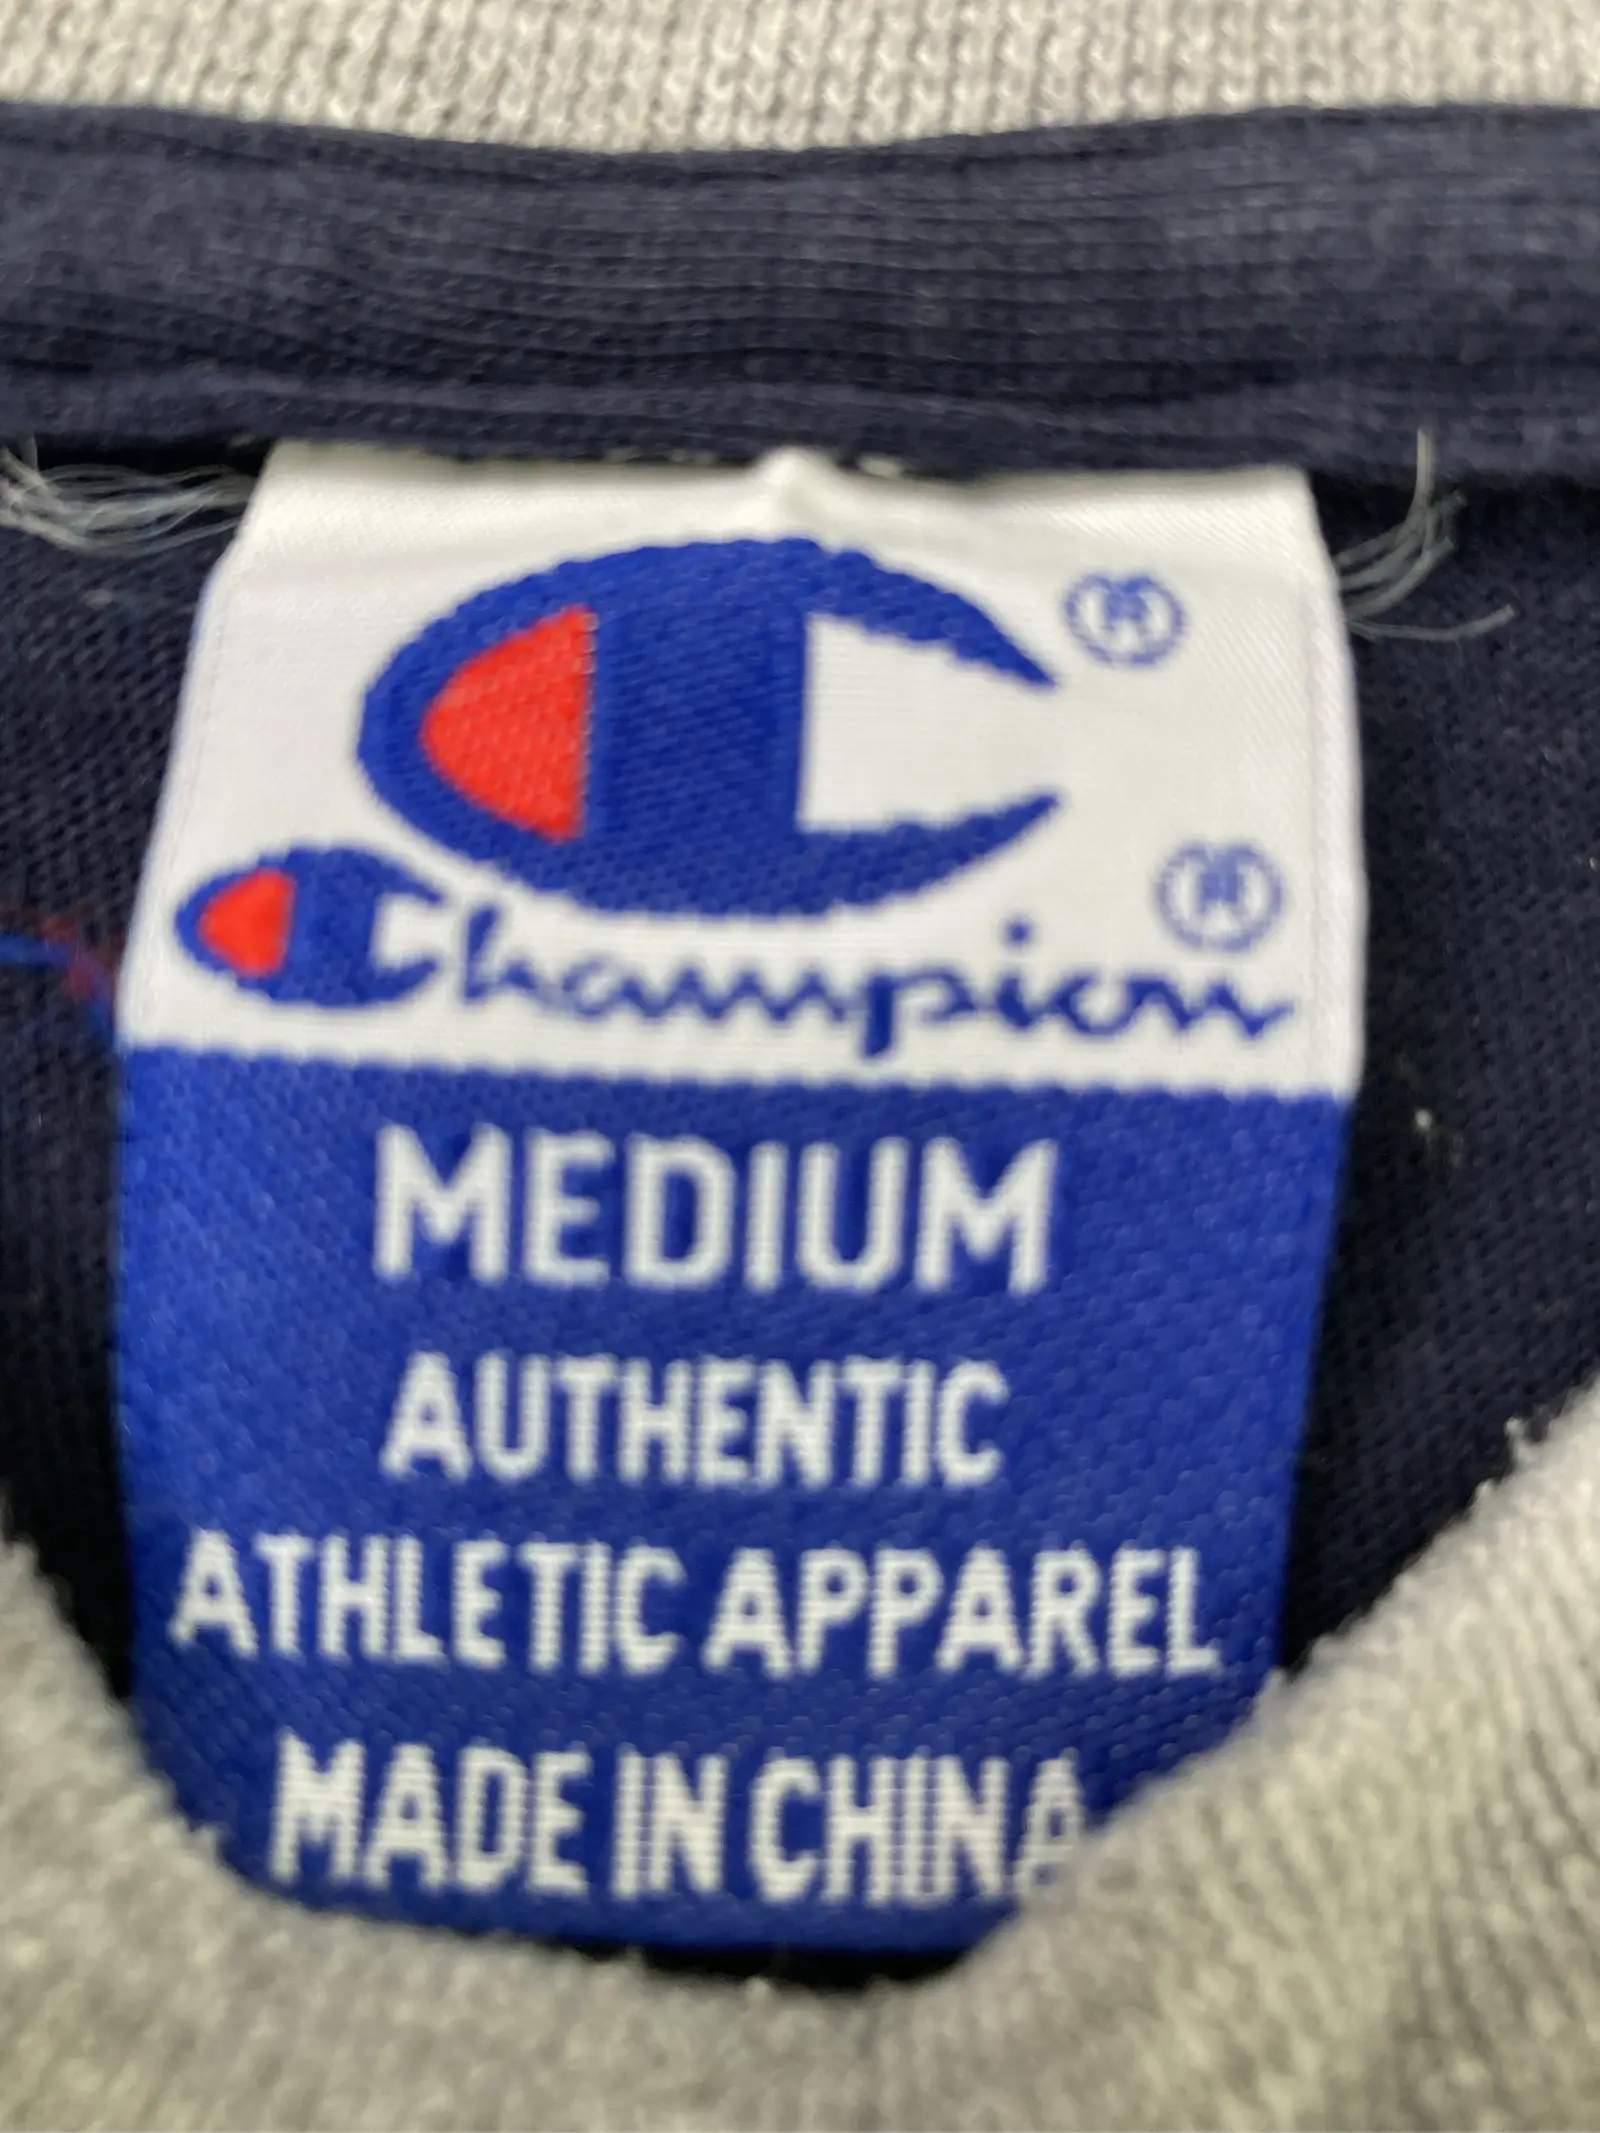 ®
Champion®
MEDIUM
AUTHENTIC
ATHLETIC APPAREL
MADE IN CHINA